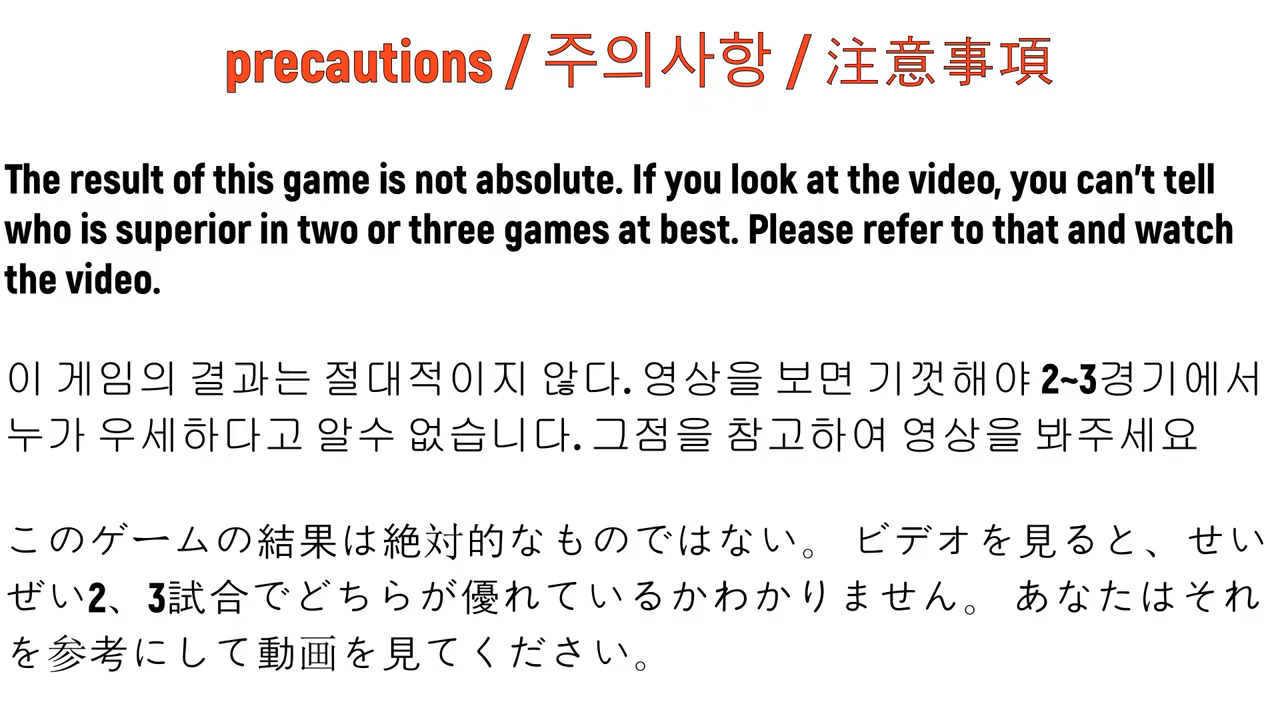 precautions / 주의사항 / 注意事項
The result of this game is not absolute. If you look at the video, you can't tell
who is superior in two or three games at best. Please refer to that and watch
the video.
이 게임의 결과는 절대적이지 않다. 영상을 보면 기껏해야 2~3경기에서
누가 우세하다고 알수 없습니다. 그점을 참고하여 영상을 봐주세요
このゲームの結果は絶対的なものではない。 ビデオを見ると、せい
ぜい2、3試合でどちらが優れているかわかりません。 あなたはそれ
を参考にして動画を見てください。